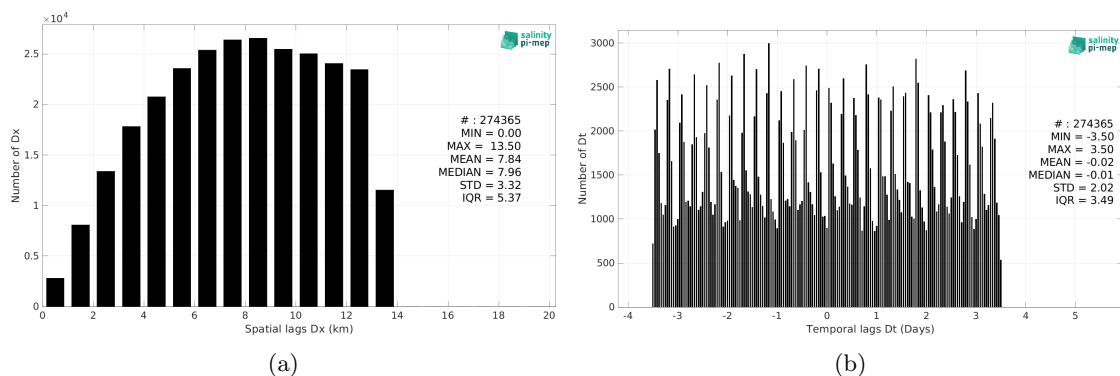 ×10⁴
2.5
2
1.5
1
0.5
0
Number of Dx
0 2 4 6 8 10 12 14 16 18 20
Spatial lags Dx (km)
salinity
pi-mep
# : 274365
MIN = 0.00
MAX = 13.50
MEAN = 7.84
MEDIAN = 7.96
STD = 3.32
IQR = 5.37
(a)
3000
2500
2000
1500
1000
500
0
Number of Dt
-4 -3 -2 -1 0 1 2 3 4 5
Temporal lags Dt (Days)
salinity
pi-mep
# : 274365
MIN = -3.50
MAX = 3.50
MEAN = -0.02
MEDIAN = -0.01
STD = 2.02
IQR = 3.49
(b)